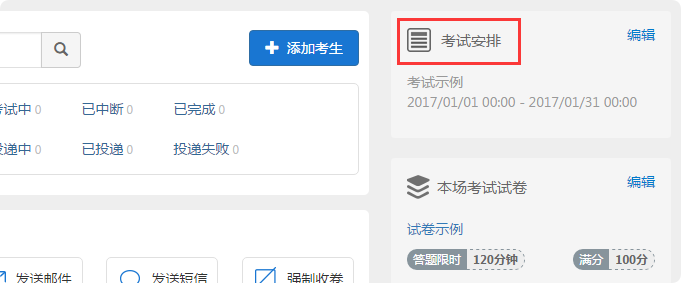 添加考生
考试中 0 已中断 0 已完成 0
投递中 0 已投递 0 投递失败 0
发送邮件 发送短信 强制收卷
考试安排 编辑
考试示例
2017/01/01 00:00 - 2017/01/31 00:00
本场考试试卷 编辑
试卷示例
答题限时 120分钟 满分 100分